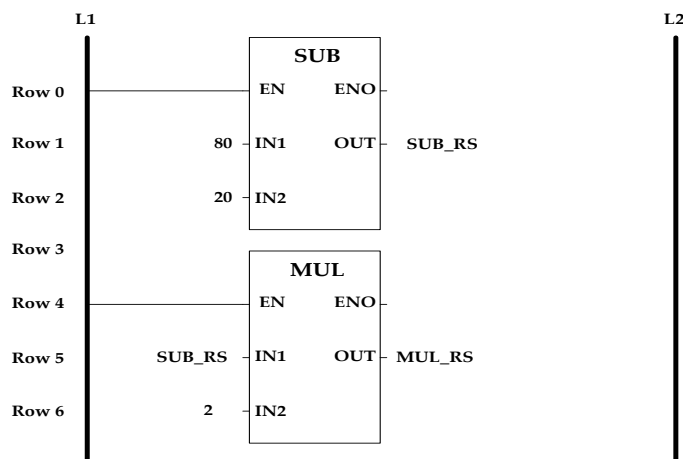 L1 L2
SUB
Row 0 EN ENO
Row 1 80 IN1 OUT SUB_RS
Row 2 20 IN2
Row 3
MUL
Row 4 EN ENO
Row 5 SUB_RS IN1 OUT MUL_RS
Row 6 2 IN2